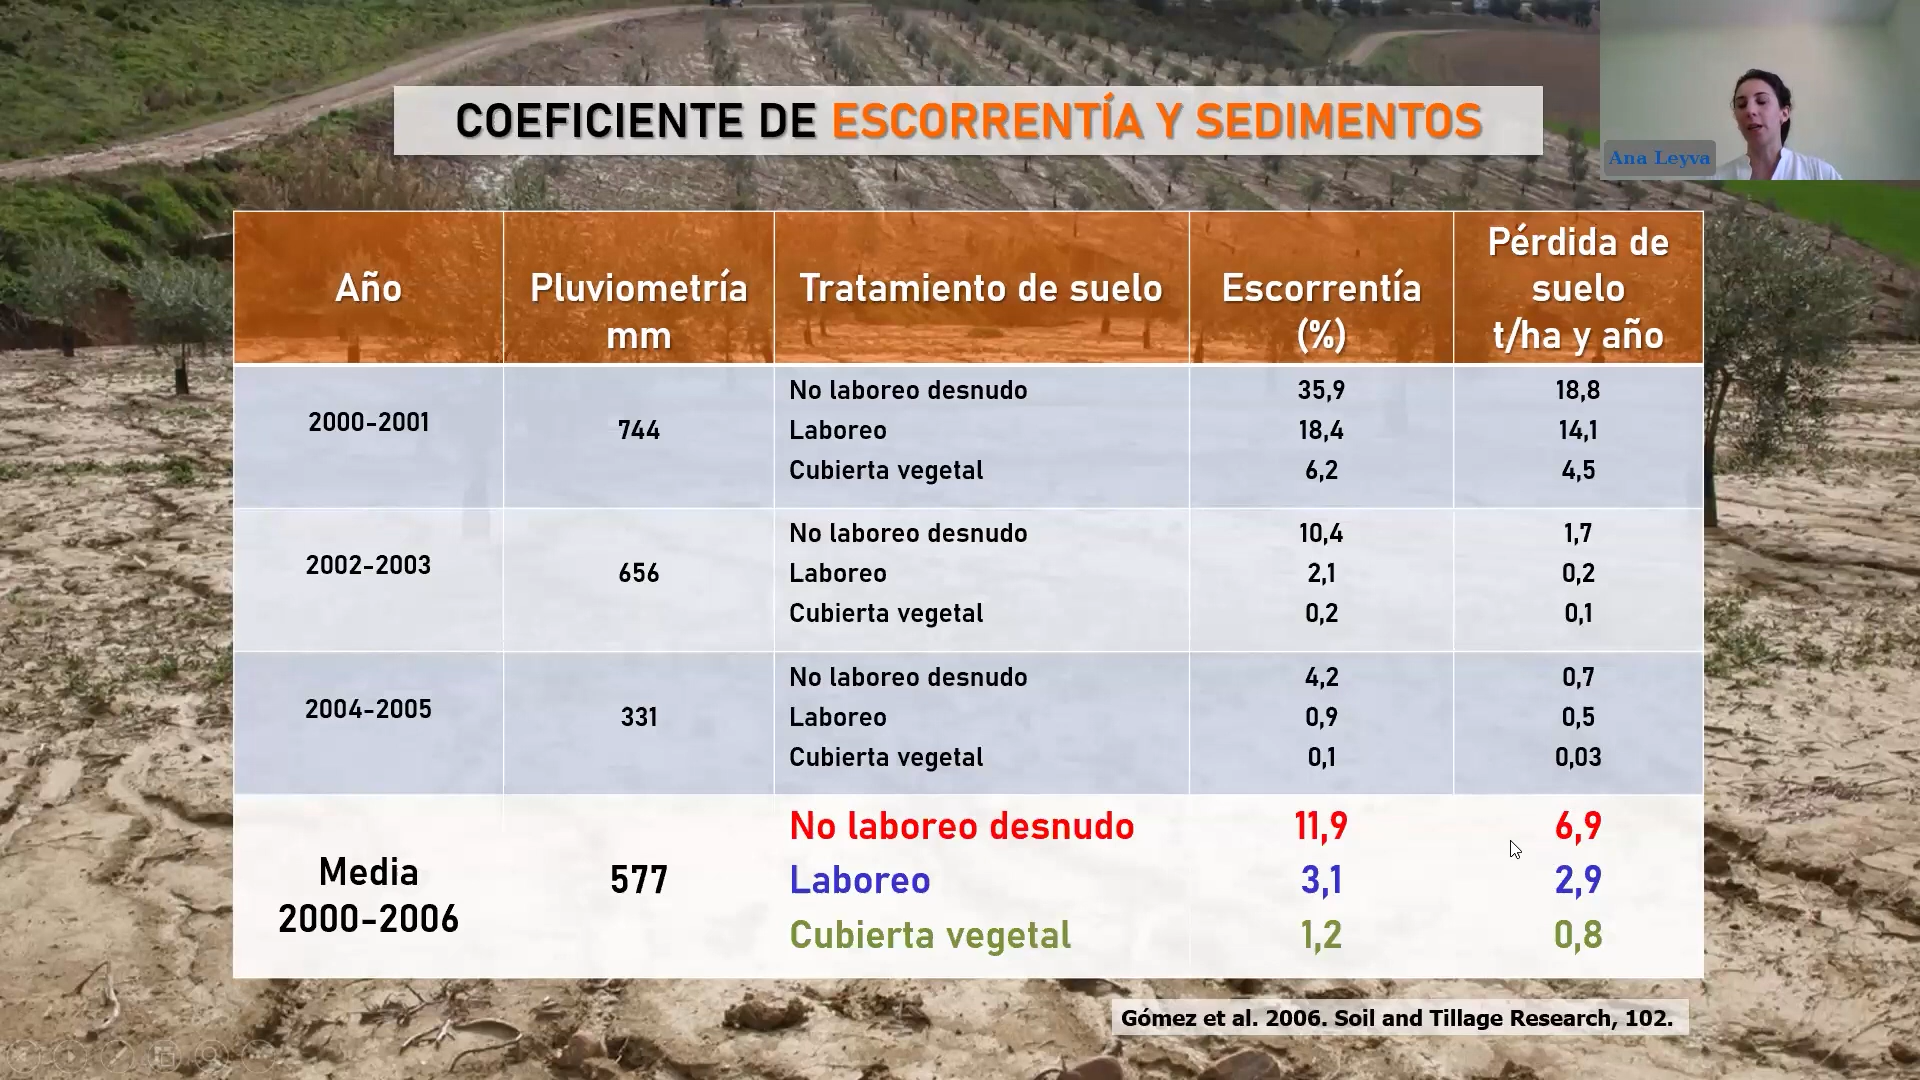 COEFICIENTE DE ESCORRENTÍA Y SEDIMENTOS
Ana Leyva
Año
Pluviometría
mm
Tratamiento de suelo
Escorrentía
(%)
Pérdida de
suelo
t/ha y año
2000-2001
744
No laboreo desnudo 35,9 18,8
Laboreo 18,4 14,1
Cubierta vegetal 6,2 4,5
2002-2003
656
No laboreo desnudo 10,4 1,7
Laboreo 2,1 0,2
Cubierta vegetal 0,2 0,1
2004-2005
331
No laboreo desnudo 4,2 0,7
Laboreo 0,9 0,5
Cubierta vegetal 0,1 0,03
Media
2000-2006
577
No laboreo desnudo 11,9 6,9
Laboreo 3,1 2,9
Cubierta vegetal 1,2 0,8
Gómez et al. 2006. Soil and Tillage Research, 102.